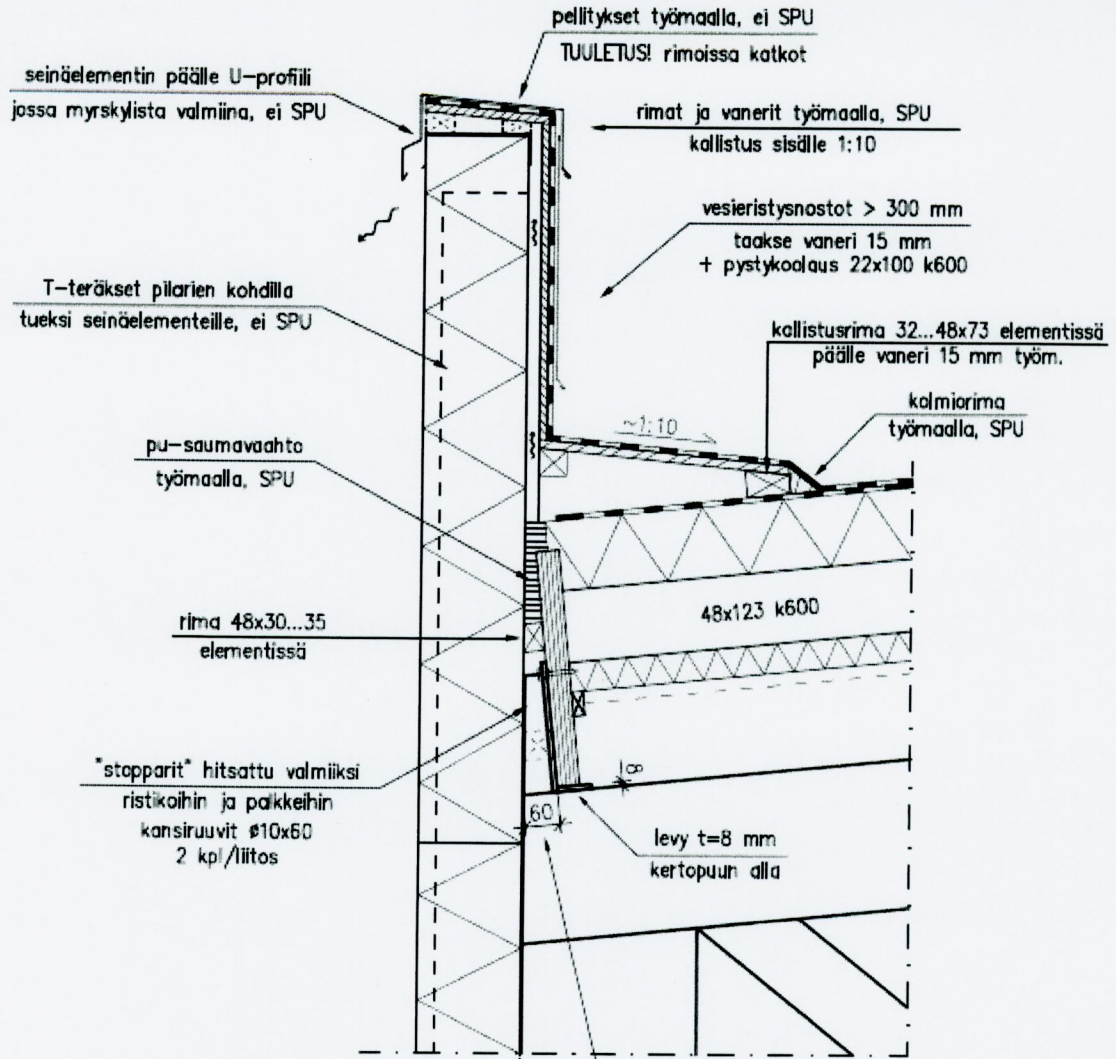 pellitykset työmaalla, ei SPU
TUULETUS! rimoissa katkot
seinäelementin päälle U-profiili
jossa myrskylista valmiina, ei SPU
rimat ja vanerit työmaalla, SPU
kallistus sisälle 1:10
vesieristysnostot > 300 mm
taakse vaneri 15 mm
+ pystykoolaus 22x100 k600
T-teräkset pilarien kohdilla
tueksi seinäelementeille, ei SPU
kallistusrima 32...48x73 elementissä
päälle vaneri 15 mm työm.
kolmiorima
työmaalla, SPU
~1:10
pu-saumavaahto
työmaalla, SPU
48x123 k600
rima 48x30...35
elementissä
"stopparit" hitsattu valmiiksi
ristikoihin ja palkkeihin
kansiruuvit ø10x60
2 kpl/liitos
8
60
levy t=8 mm
kertopuun alla